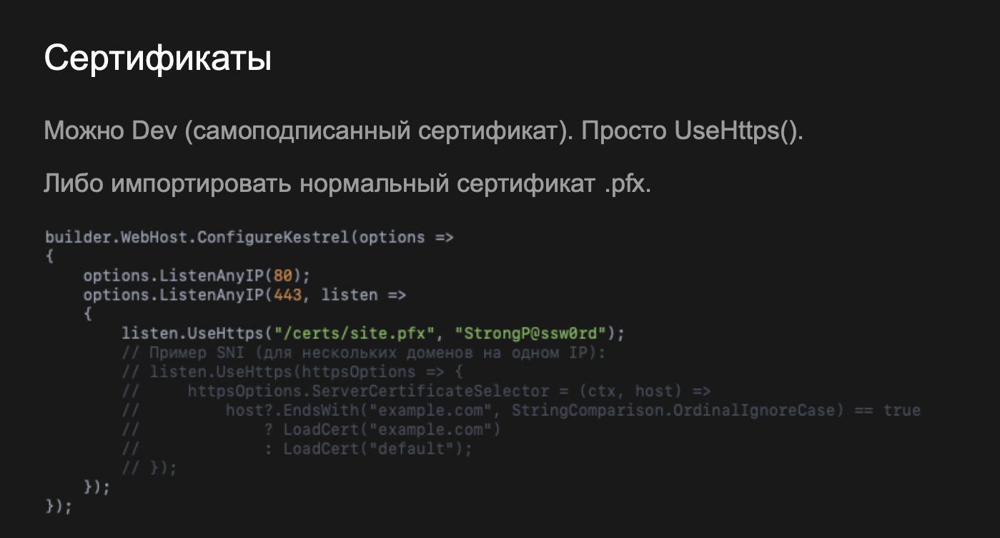 Сертификаты
Можно Dev (самоподписанный сертификат). Просто UseHttps().
Либо импортировать нормальный сертификат .pfx.
builder.WebHost.ConfigureKestrel(options =>
{
    options.ListenAnyIP(80);
    options.ListenAnyIP(443, listen =>
    {
        listen.UseHttps("/certs/site.pfx", "StrongP@ssw0rd");
        // Пример SNI (для нескольких доменов на одном IP):
        // listen.UseHttps(httpsOptions => {
        //     httpsOptions.ServerCertificateSelector = (ctx, host) =>
        //         host?.EndsWith("example.com", StringComparison.OrdinalIgnoreCase) == true
        //             ? LoadCert("example.com")
        //             : LoadCert("default");
        // });
    });
});